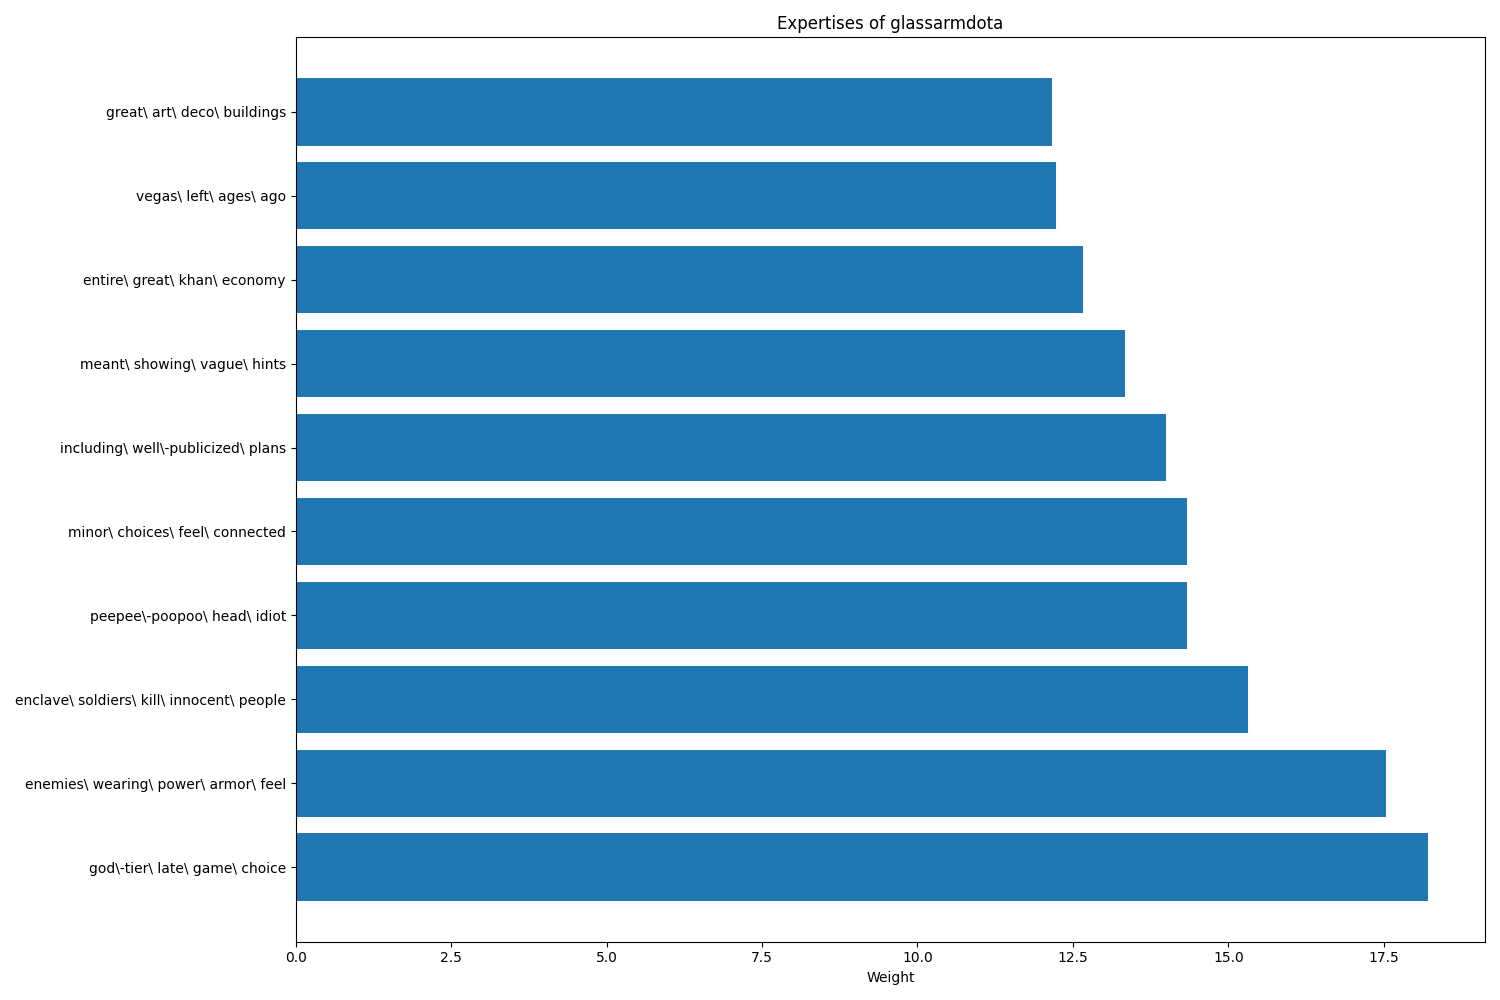 Expertises of glassarmdota
great\ art\ deco\ buildings
vegas\ left\ ages\ ago
entire\ great\ khan\ economy
meant\ showing\ vague\ hints
including\ well\-publicized\ plans
minor\ choices\ feel\ connected
peepee\-poopoo\ head\ idiot
enclave\ soldiers\ kill\ innocent\ people
enemies\ wearing\ power\ armor\ feel
god\-tier\ late\ game\ choice
0.0 2.5 5.0 7.5 10.0 12.5 15.0 17.5
Weight